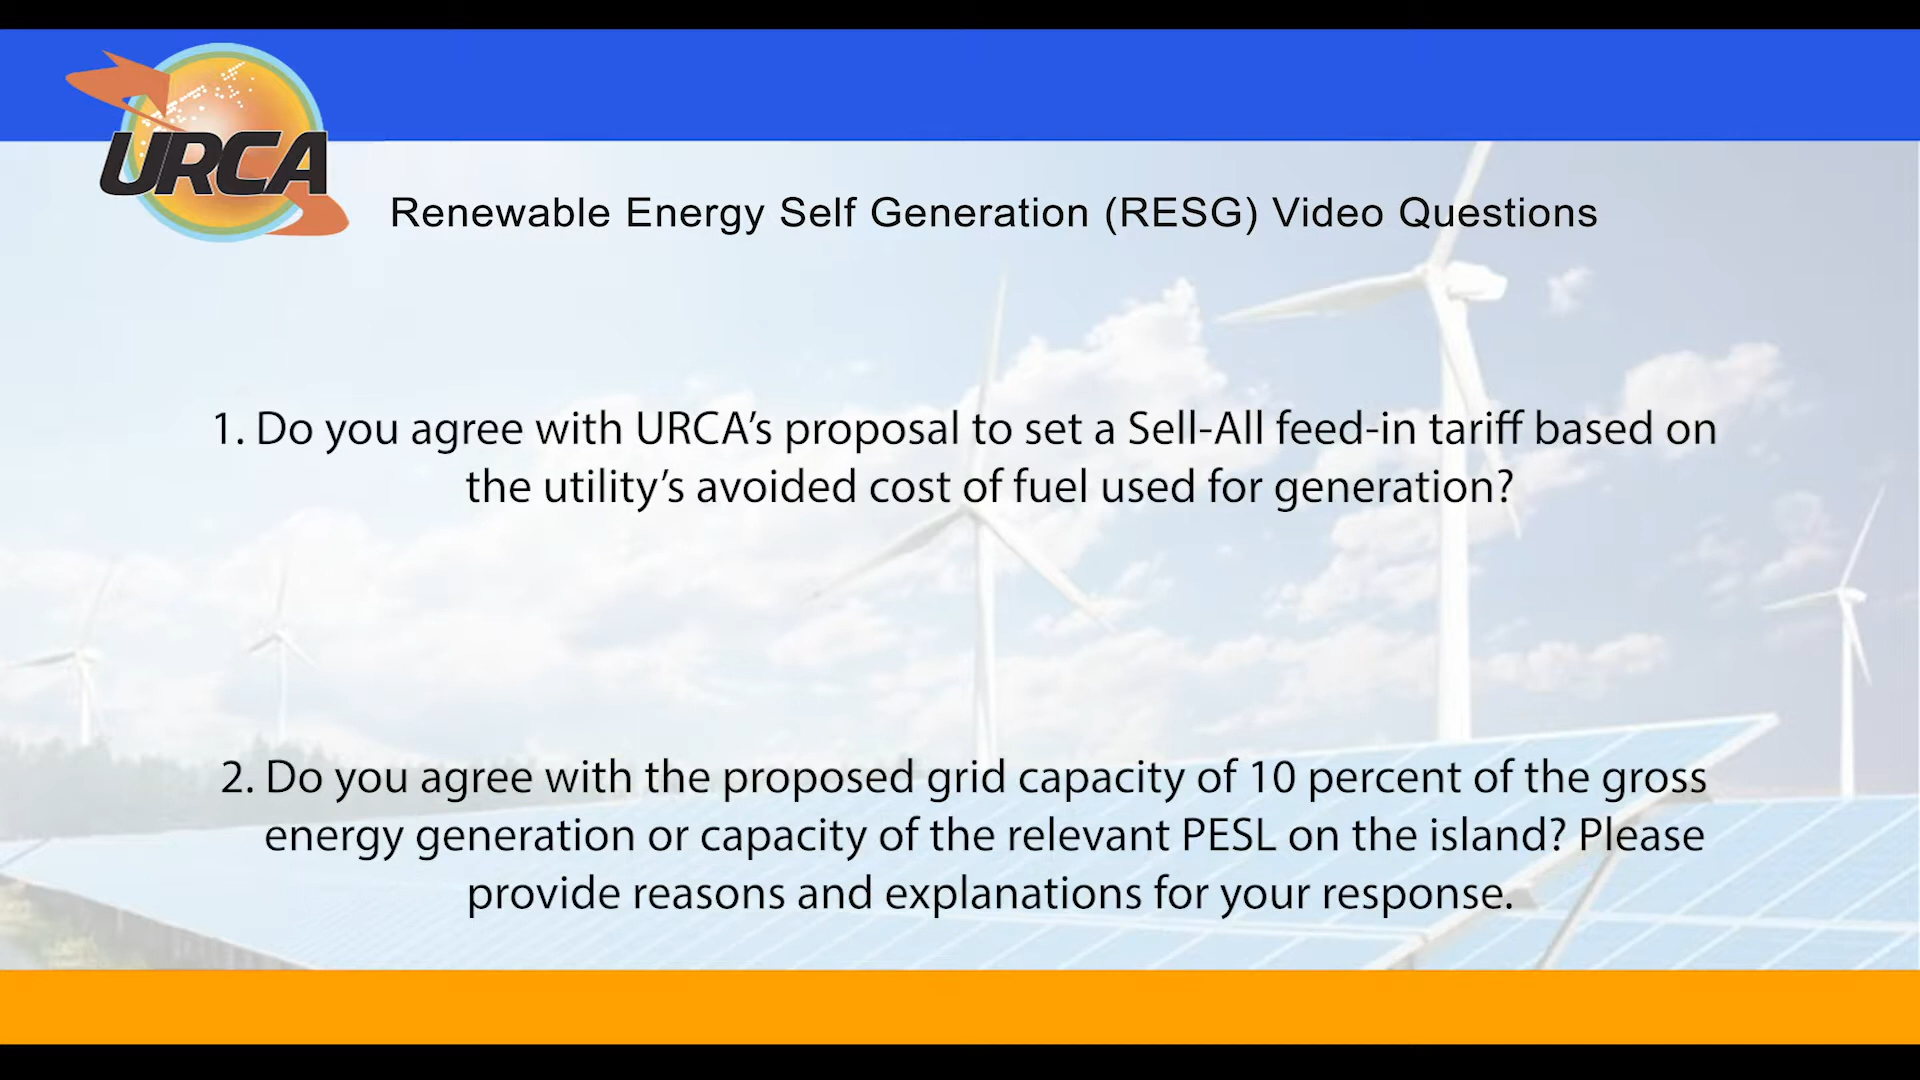 URCA
Renewable Energy Self Generation (RESG) Video Questions
1. Do you agree with URCA’s proposal to set a Sell-All feed-in tariff based on
the utility’s avoided cost of fuel used for generation?
2. Do you agree with the proposed grid capacity of 10 percent of the gross
energy generation or capacity of the relevant PESL on the island? Please
provide reasons and explanations for your response.